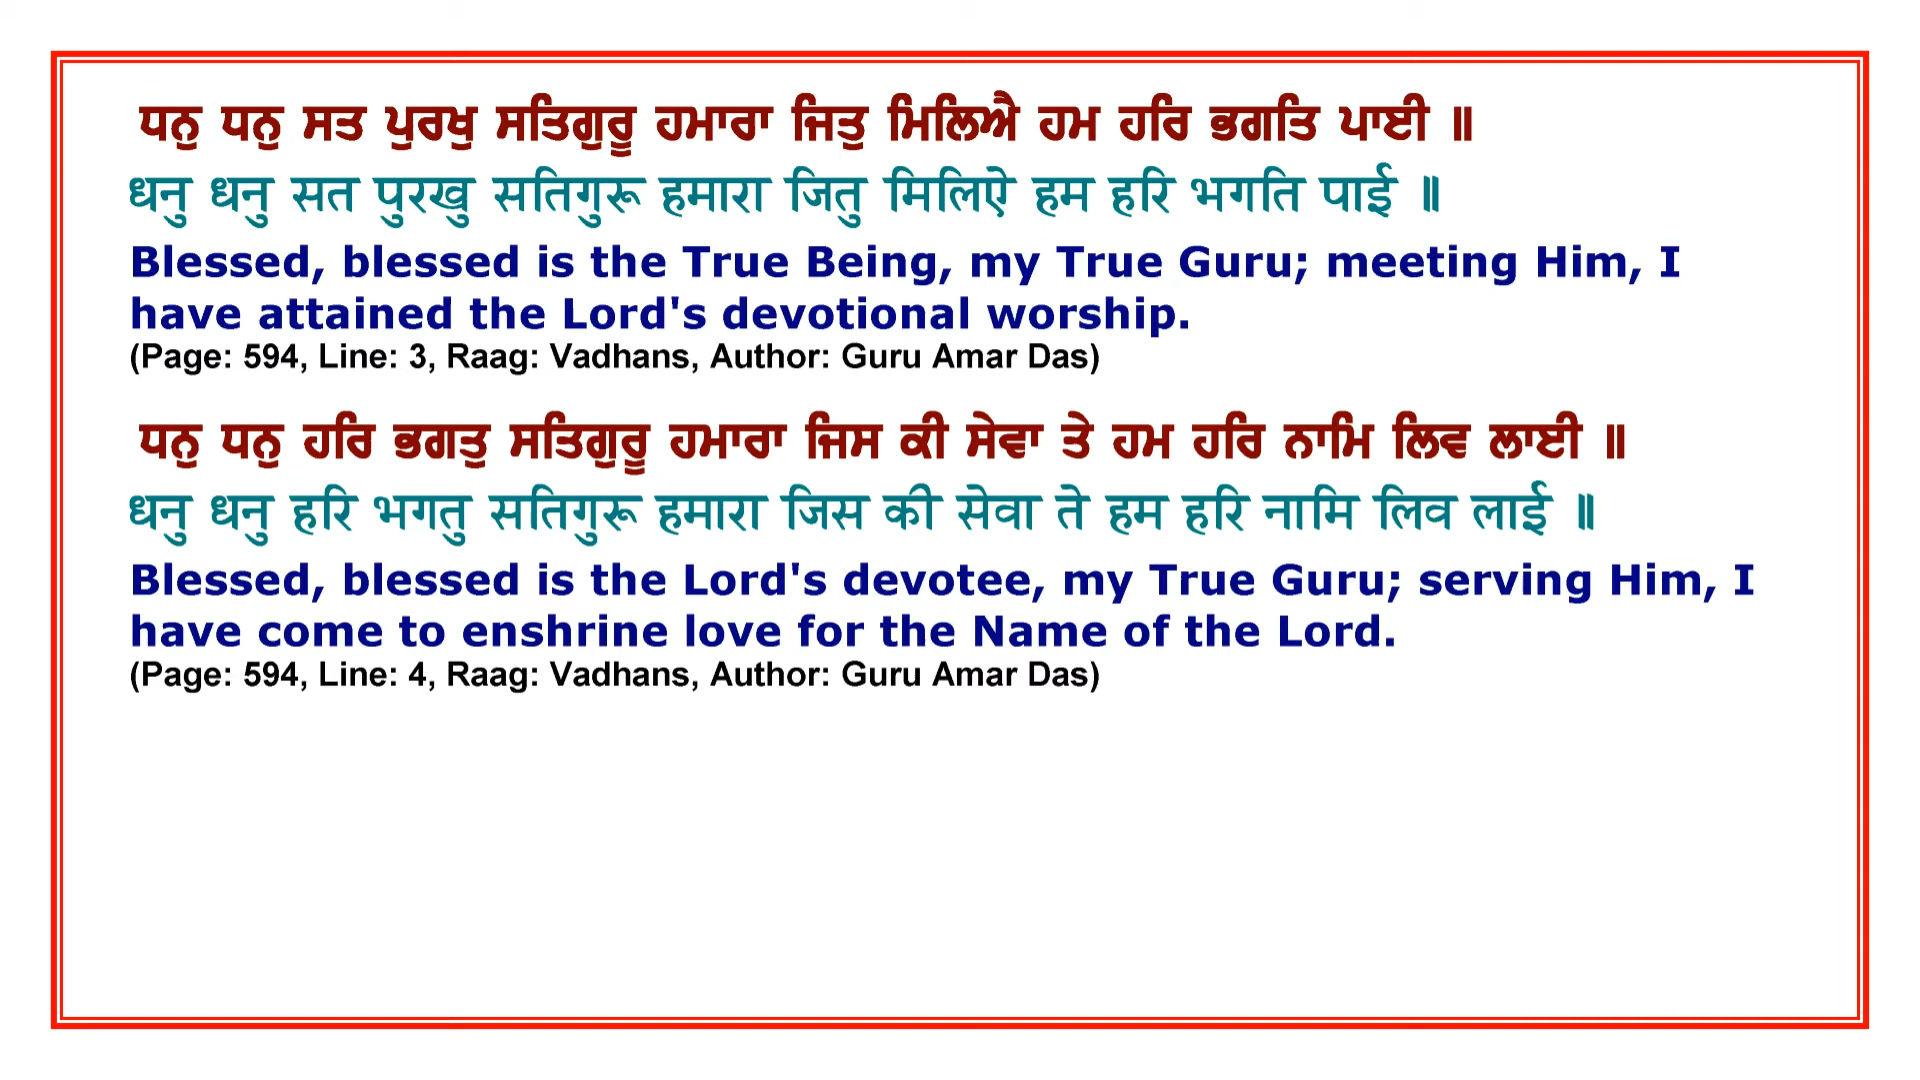 ਧਨੁ ਧਨੁ ਸਤ ਪੁਰਖੁ ਸਤਿਗੁਰੂ ਹਮਾਰਾ ਜਿਤੁ ਮਿਲਿਐ ਹਮ ਹਰਿ ਭਗਤਿ ਪਾਈ ॥
धनु धनु सत पुरखु सतिगुरू हमारा जितु मिलिऐ हम हरि भगति पाई ॥
Blessed, blessed is the True Being, my True Guru; meeting Him, I
have attained the Lord's devotional worship.
(Page: 594, Line: 3, Raag: Vadhans, Author: Guru Amar Das)
ਧਨੁ ਧਨੁ ਹਰਿ ਭਗਤੁ ਸਤਿਗੁਰੂ ਹਮਾਰਾ ਜਿਸ ਕੀ ਸੇਵਾ ਤੇ ਹਮ ਹਰਿ ਨਾਮਿ ਲਿਵ ਲਾਈ ॥
धनु धनु हरि भगतु सतिगुरू हमारा जिस की सेवा ते हम हरि नामि लिव लाई ॥
Blessed, blessed is the Lord's devotee, my True Guru; serving Him, I
have come to enshrine love for the Name of the Lord.
(Page: 594, Line: 4, Raag: Vadhans, Author: Guru Amar Das)